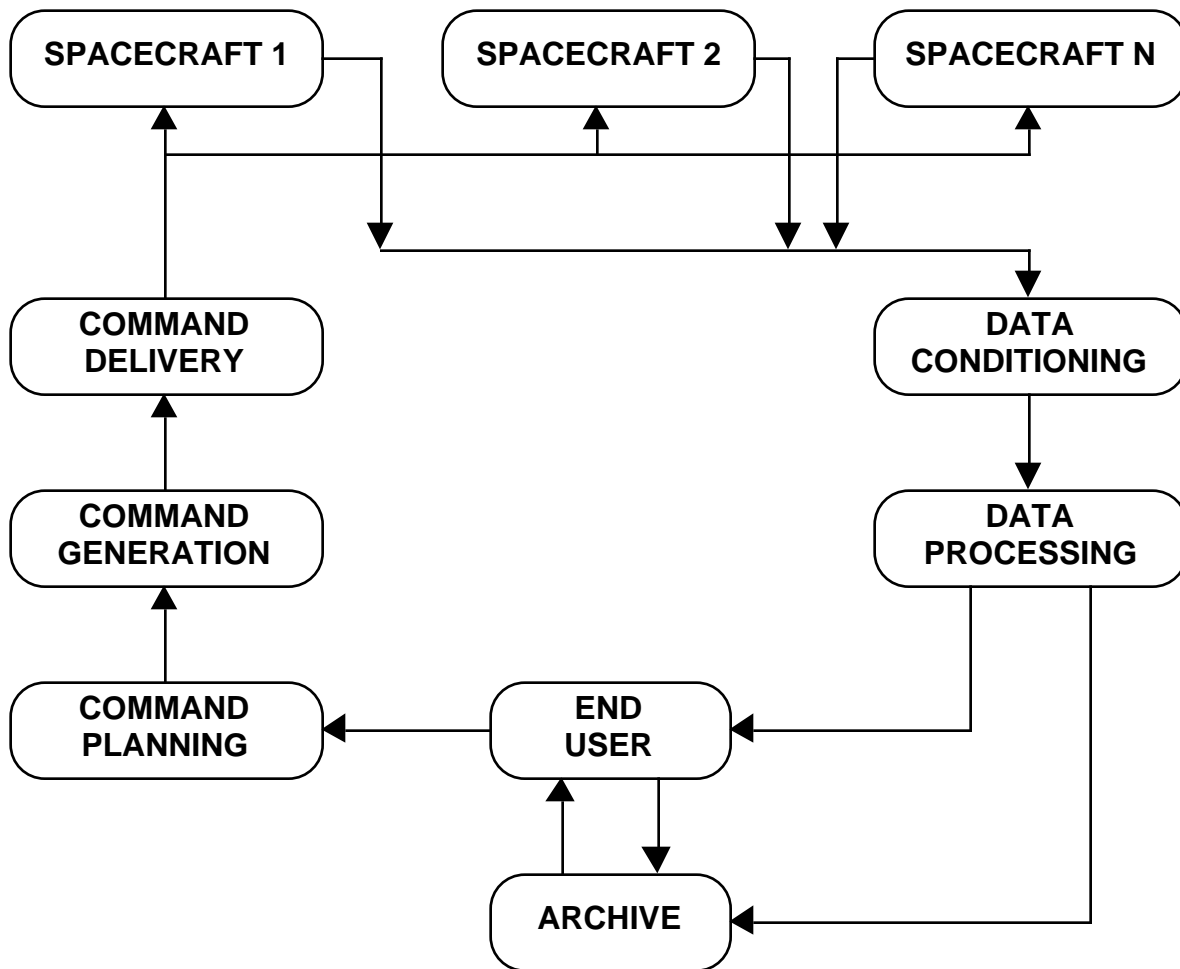 SPACECRAFT 1
SPACECRAFT 2
SPACECRAFT N
COMMAND
DELIVERY
DATA
CONDITIONING
COMMAND
GENERATION
DATA
PROCESSING
COMMAND
PLANNING
END
USER
ARCHIVE